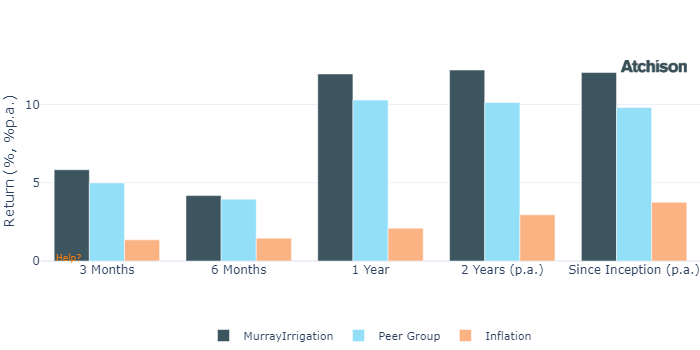 Atchison
Return (%, %p.a.)
10
5
0
Help?
3 Months
6 Months
1 Year
2 Years (p.a.)
Since Inception (p.a.)
MurrayIrrigation
Peer Group
Inflation